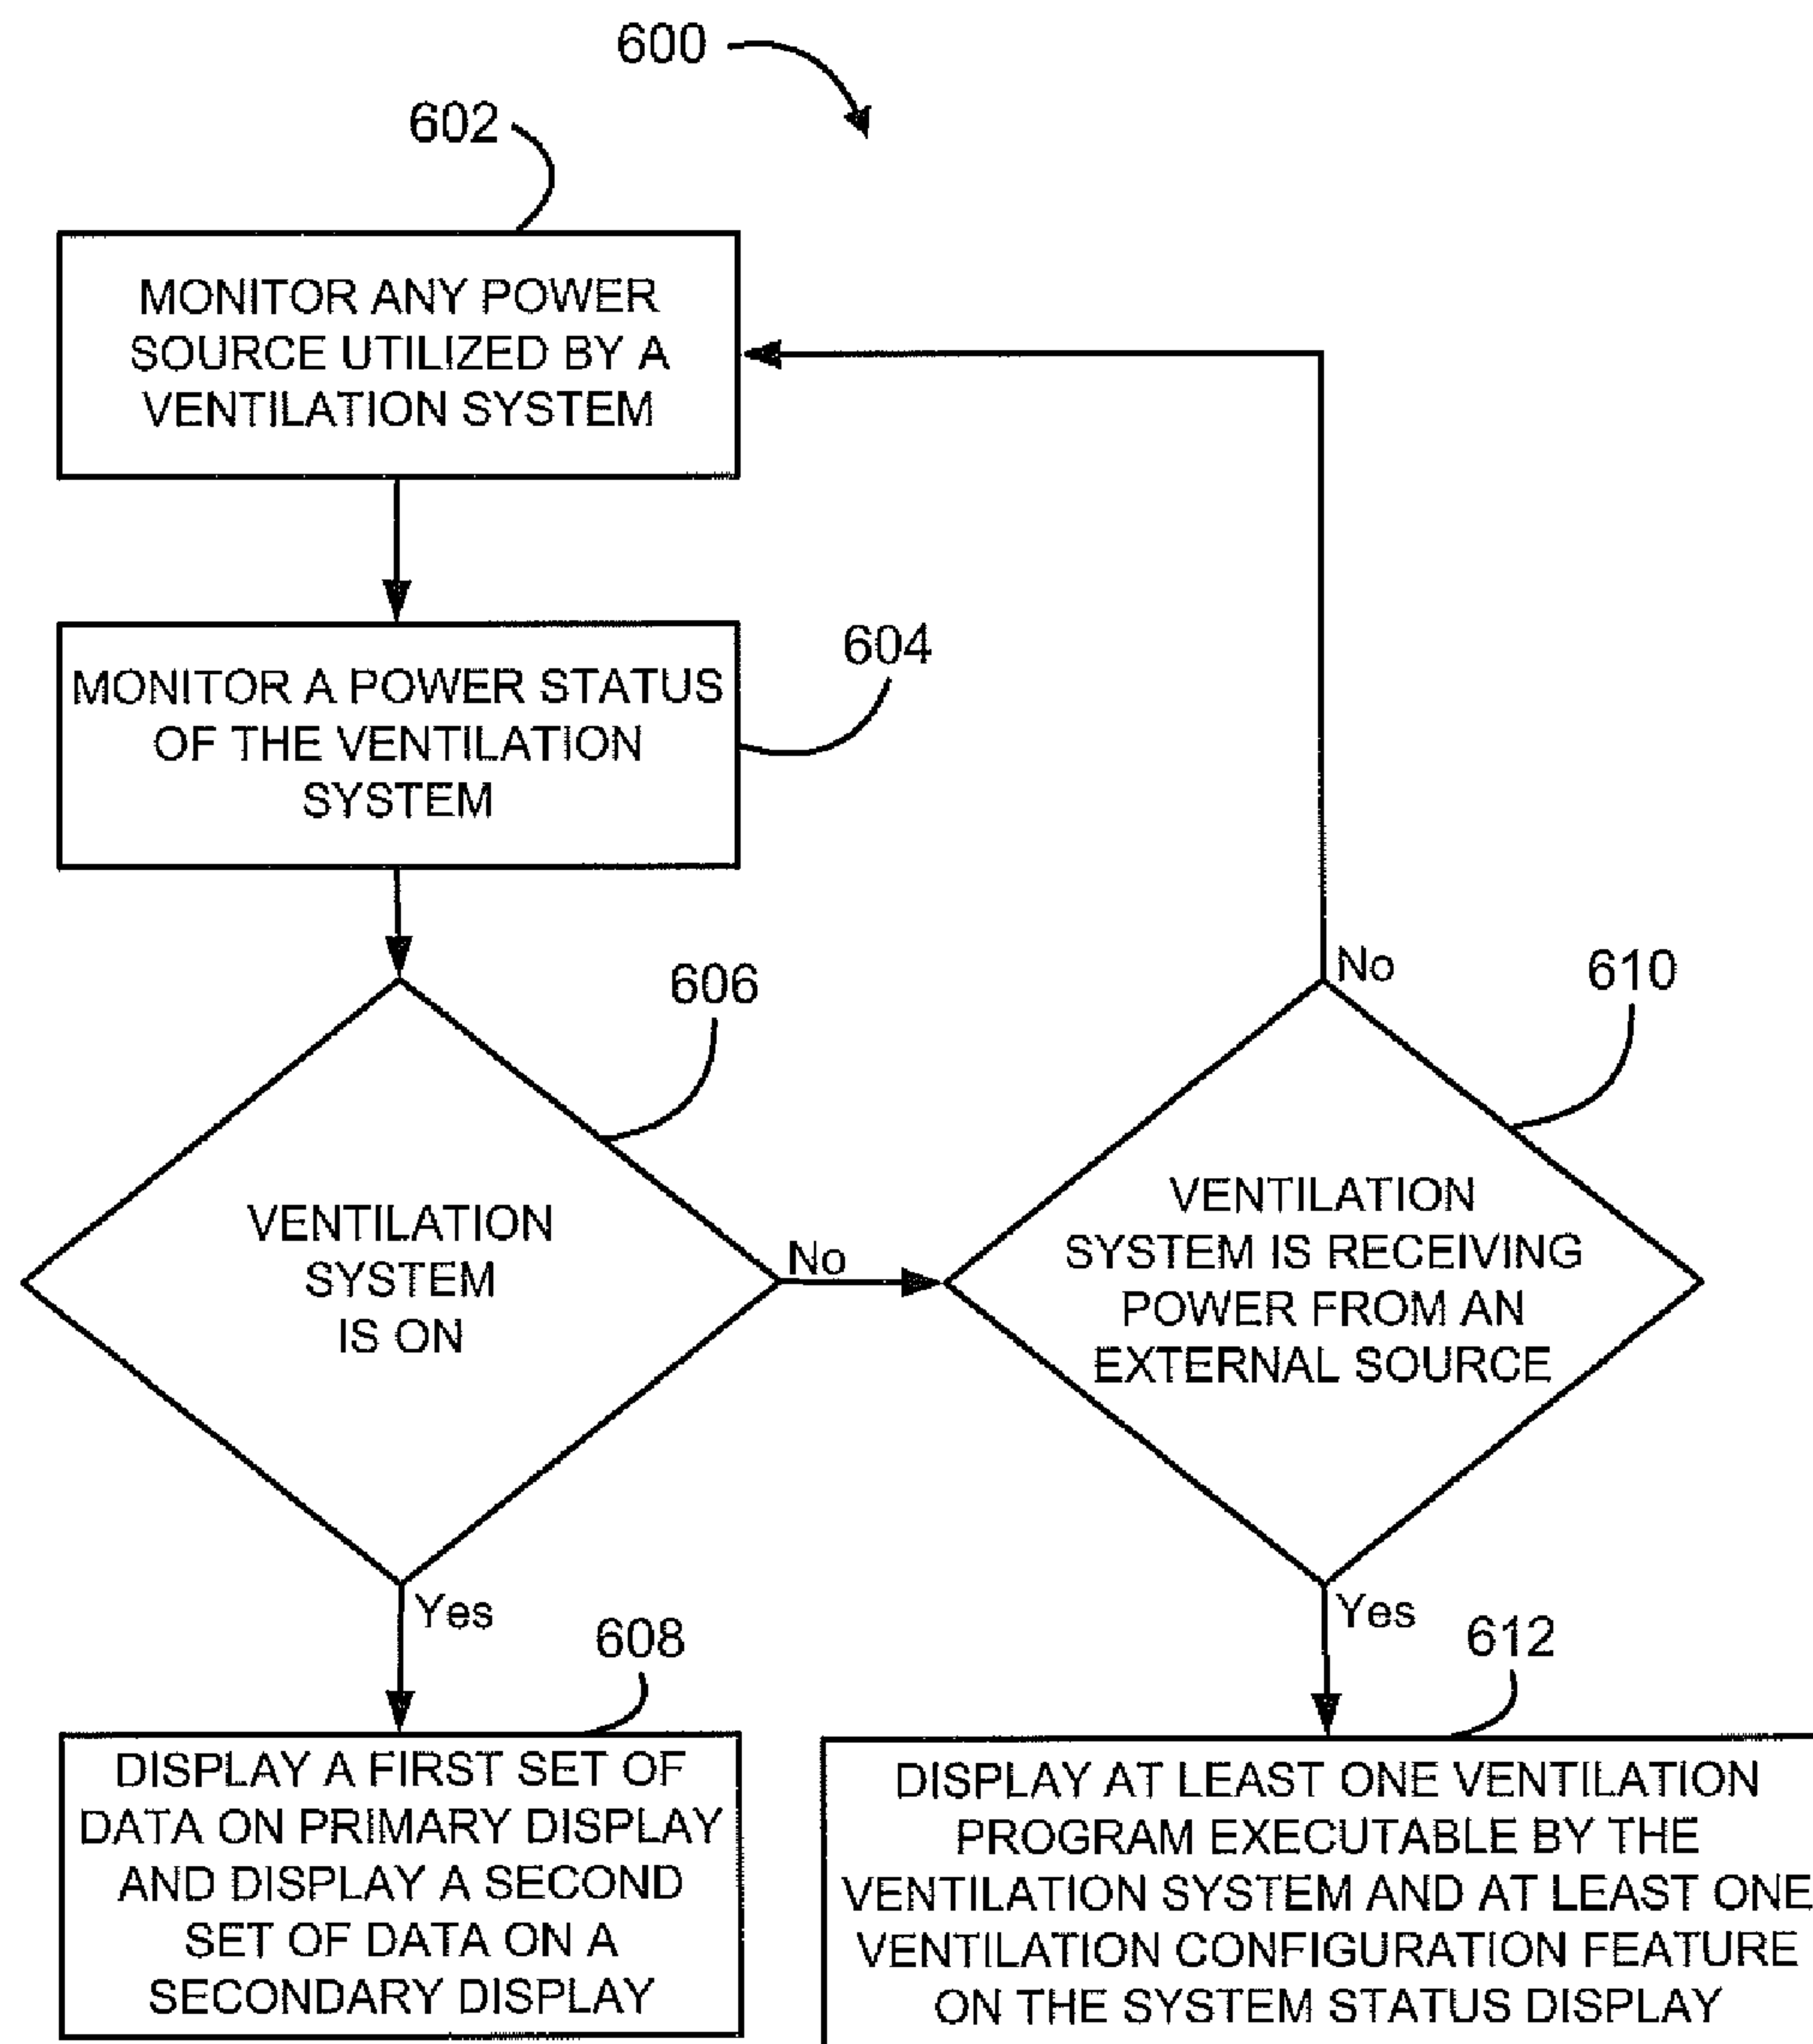 600
602
MONITOR ANY POWER
SOURCE UTILIZED BY A
VENTILATION SYSTEM
604
MONITOR A POWER STATUS
OF THE VENTILATION
SYSTEM
606
VENTILATION
SYSTEM
IS ON
No
610
No
VENTILATION
SYSTEM IS RECEIVING
POWER FROM AN
EXTERNAL SOURCE
Yes
608
DISPLAY A FIRST SET OF
DATA ON PRIMARY DISPLAY
AND DISPLAY A SECOND
SET OF DATA ON A
SECONDARY DISPLAY
Yes
612
DISPLAY AT LEAST ONE VENTILATION
PROGRAM EXECUTABLE BY THE
VENTILATION SYSTEM AND AT LEAST ONE
VENTILATION CONFIGURATION FEATURE
ON THE SYSTEM STATUS DISPLAY